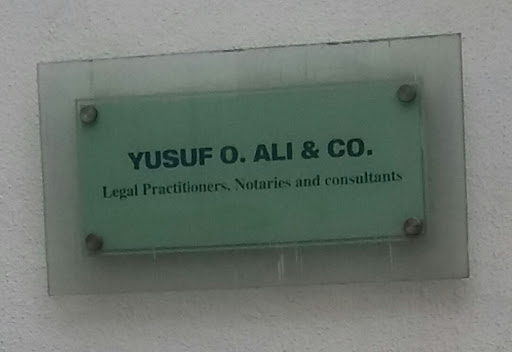 YUSUF O. ALI & CO.
Legal Practitioners, Notaries and consultants